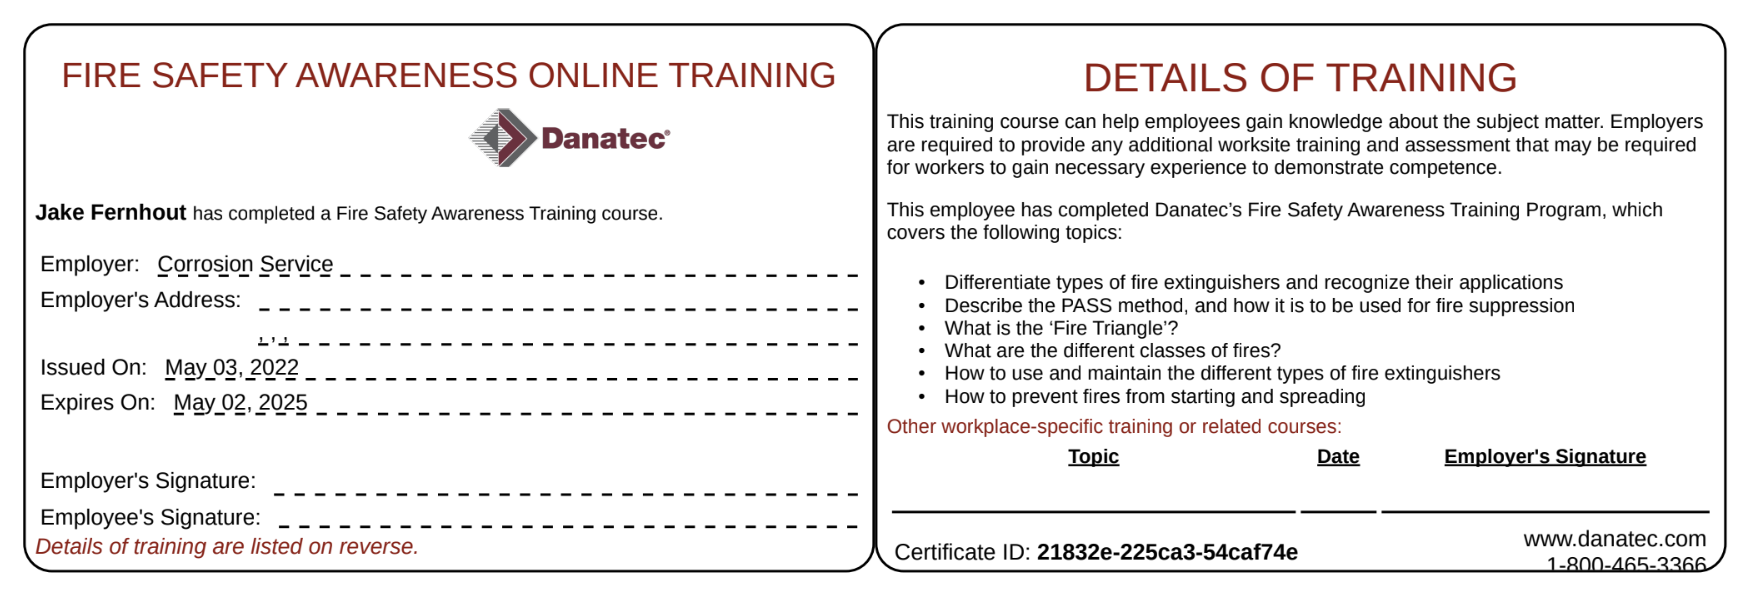 FIRE SAFETY AWARENESS ONLINE TRAINING
Danatec®
Jake Fernhout has completed a Fire Safety Awareness Training course.
Employer: Corrosion Service
Employer's Address:
, , ,
Issued On: May 03, 2022
Expires On: May 02, 2025
Employer's Signature:
Employee's Signature:
Details of training are listed on reverse.
DETAILS OF TRAINING
This training course can help employees gain knowledge about the subject matter. Employers
are required to provide any additional worksite training and assessment that may be required
for workers to gain necessary experience to demonstrate competence.
This employee has completed Danatec’s Fire Safety Awareness Training Program, which
covers the following topics:
• Differentiate types of fire extinguishers and recognize their applications
• Describe the PASS method, and how it is to be used for fire suppression
• What is the ‘Fire Triangle’?
• What are the different classes of fires?
• How to use and maintain the different types of fire extinguishers
• How to prevent fires from starting and spreading
Other workplace-specific training or related courses:
Topic Date Employer's Signature
Certificate ID: 21832e-225ca3-54caf74e
www.danatec.com
1-800-465-3366